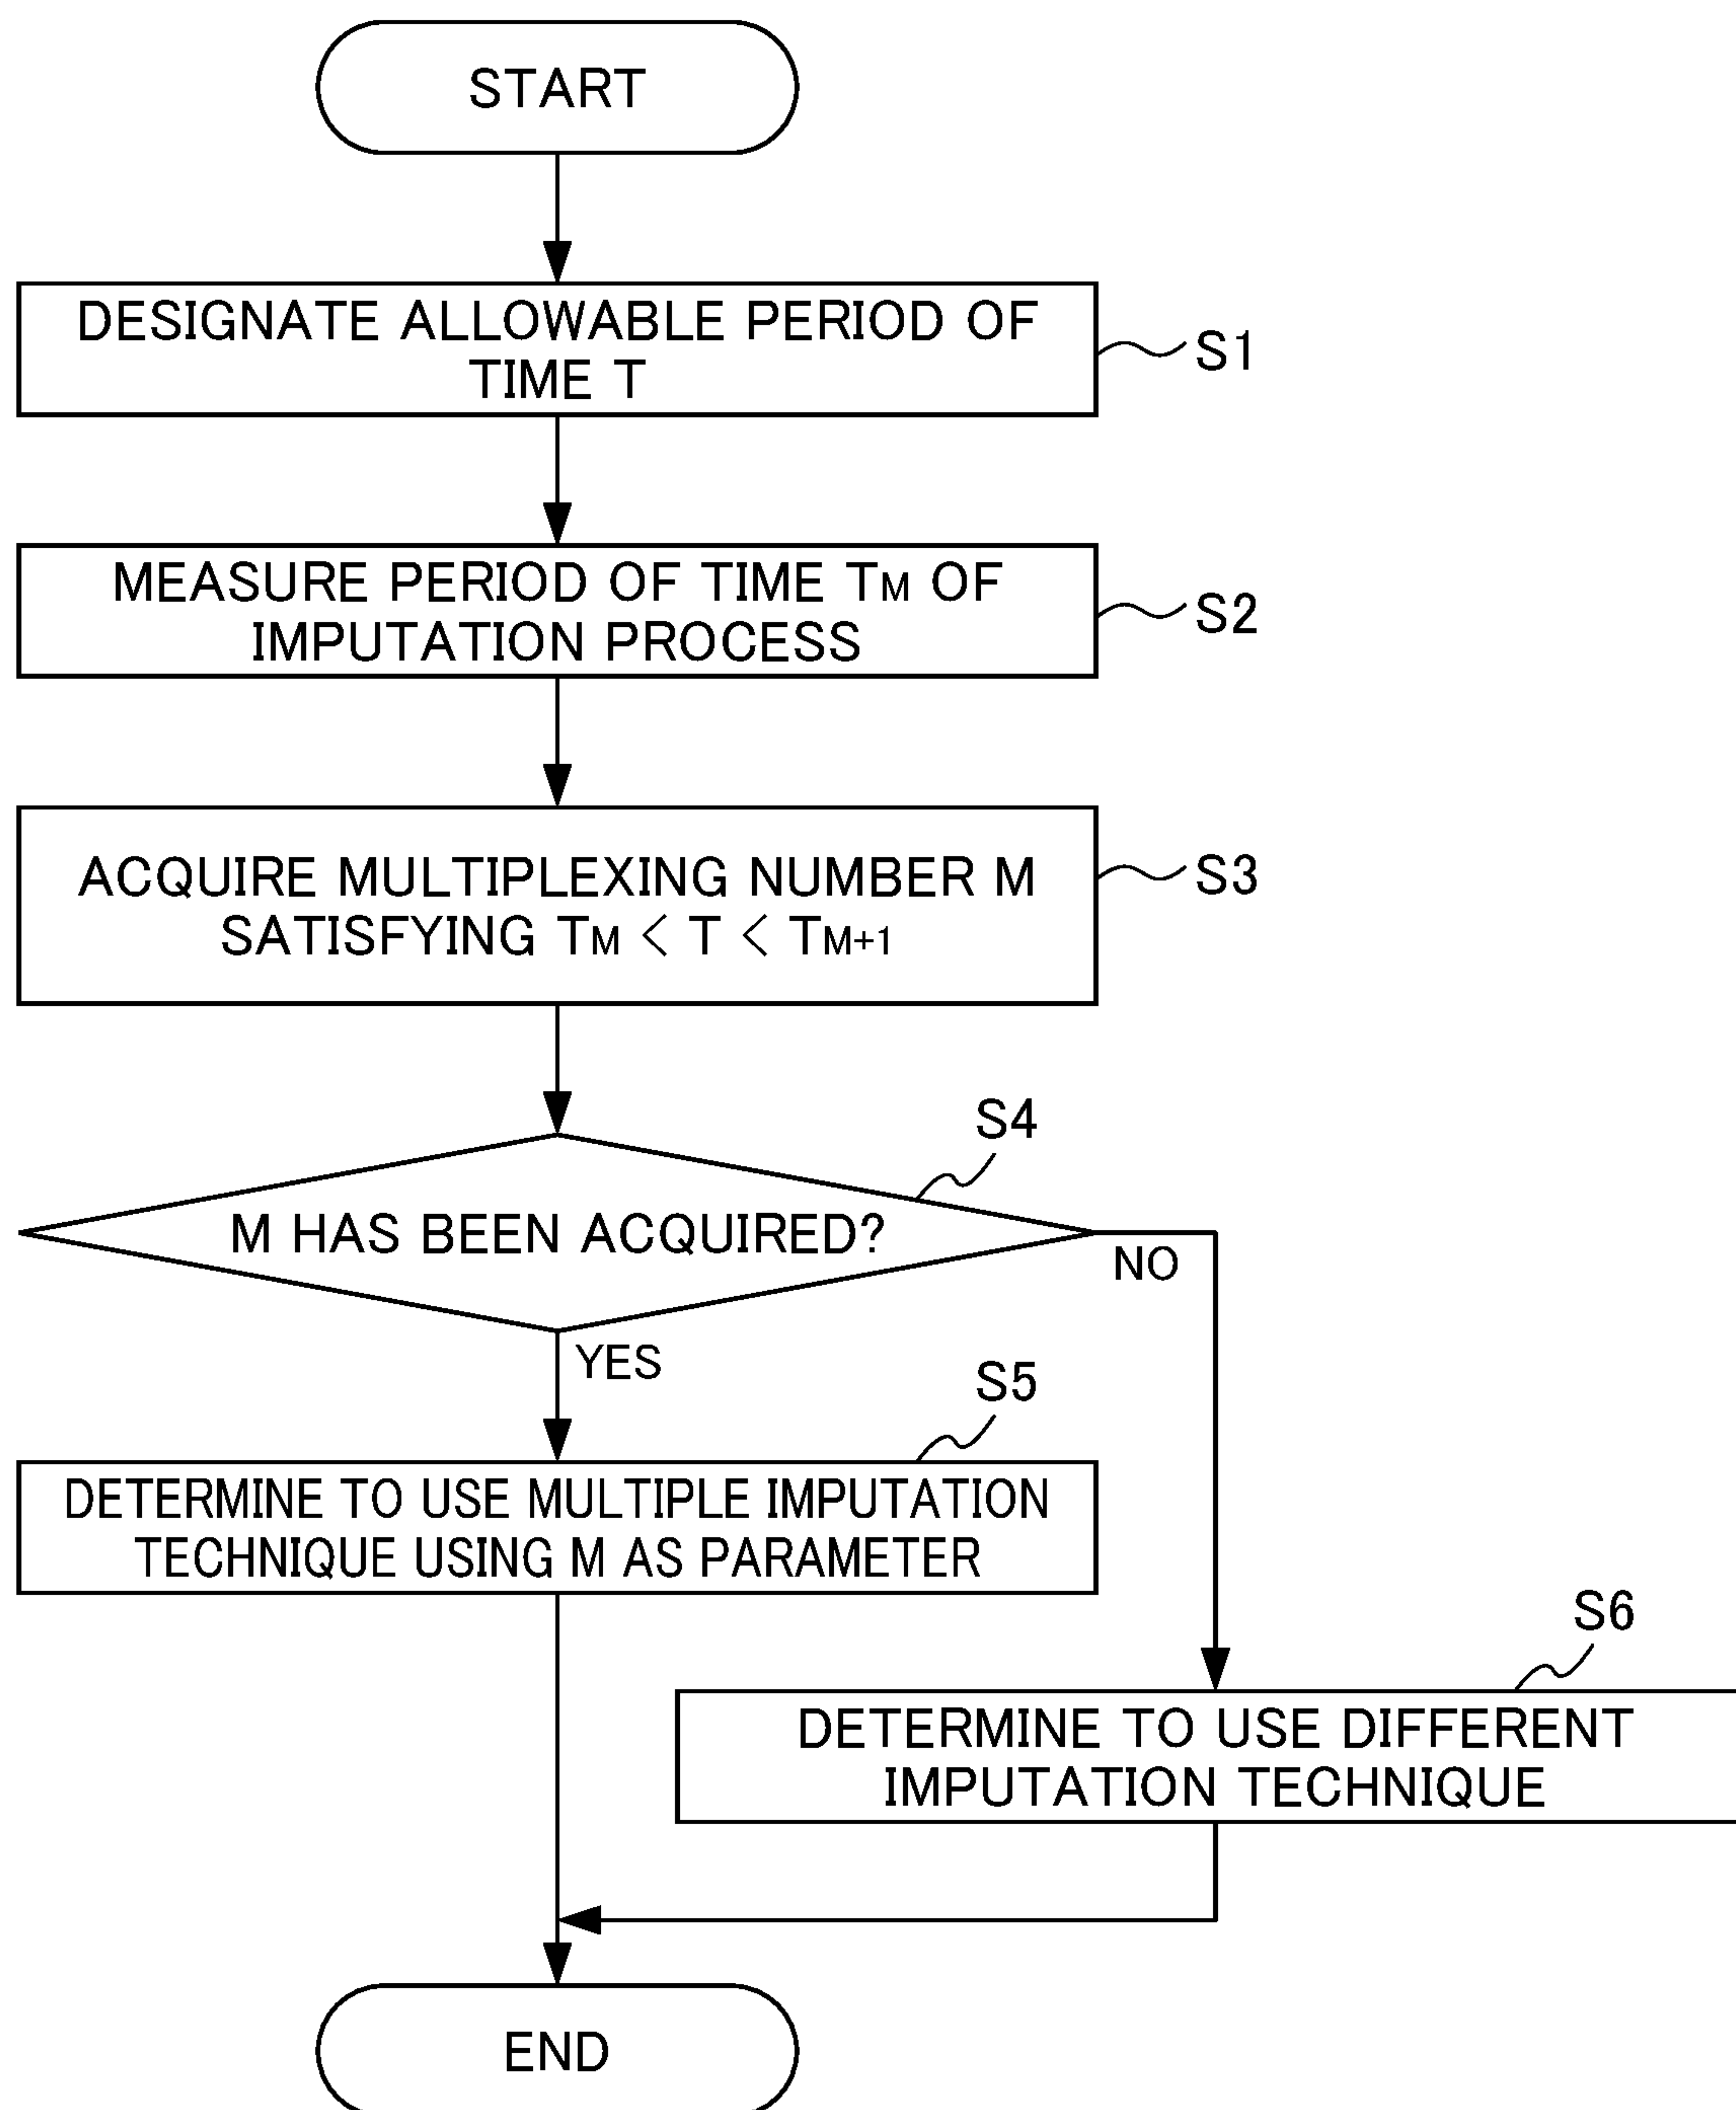 START
DESIGNATE ALLOWABLE PERIOD OF
TIME T
S1
MEASURE PERIOD OF TIME TM OF
IMPUTATION PROCESS
S2
ACQUIRE MULTIPLEXING NUMBER M
SATISFYING TM < T < TM+1
S3
S4
M HAS BEEN ACQUIRED?
NO
YES
S5
DETERMINE TO USE MULTIPLE IMPUTATION
TECHNIQUE USING M AS PARAMETER
S6
DETERMINE TO USE DIFFERENT
IMPUTATION TECHNIQUE
END